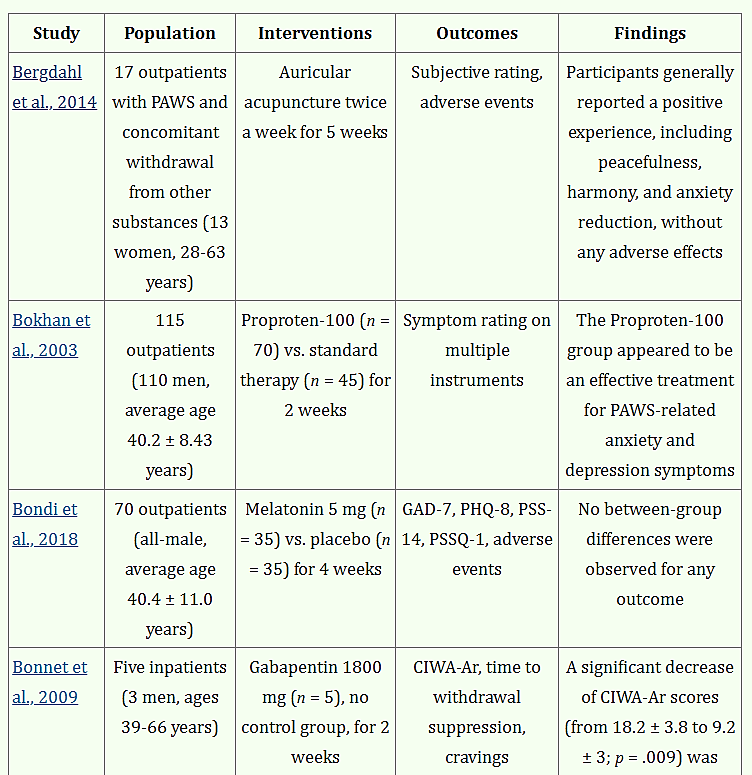 Study Population Interventions Outcomes Findings
Bergdahl
et al., 2014
17 outpatients
with PAWS and
concomitant
withdrawal
from other
substances (13
women, 28-63
years)
Auricular
acupuncture twice
a week for 5 weeks
Subjective rating,
adverse events
Participants generally
reported a positive
experience, including
peacefulness,
harmony, and anxiety
reduction, without
any adverse effects
Bokhan et
al., 2003
115
outpatients
(110 men,
average age
40.2 ± 8.43
years)
Proproten-100 (n =
70) vs. standard
therapy (n = 45) for
2 weeks
Symptom rating on
multiple
instruments
The Proproten-100
group appeared to be
an effective treatment
for PAWS-related
anxiety and
depression symptoms
Bondi et
al., 2018
70 outpatients
(all-male,
average age
40.4 ± 11.0
years)
Melatonin 5 mg (n
= 35) vs. placebo (n
= 35) for 4 weeks
GAD-7, PHQ-8, PSS-
14, PSSQ-1, adverse
events
No between-group
differences were
observed for any
outcome
Bonnet et
al., 2009
Five inpatients
(3 men, ages
39-66 years)
Gabapentin 1800
mg (n = 5), no
control group, for 2
weeks
CIWA-Ar, time to
withdrawal
suppression,
cravings
A significant decrease
of CIWA-Ar scores
(from 18.2 ± 3.8 to 9.2
± 3; p = .009) was